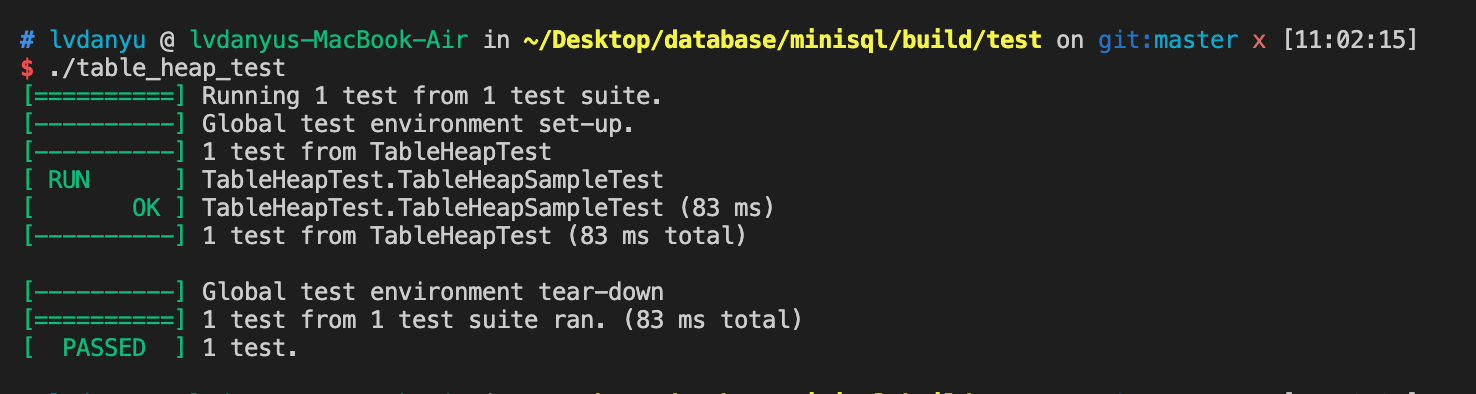 # lvdanyu @ lvdanyus-MacBook-Air in ~/Desktop/database/minisql/build/test on git:master x [11:02:15]
$ ./table_heap_test
[==========] Running 1 test from 1 test suite.
[----------] Global test environment set-up.
[----------] 1 test from TableHeapTest
[ RUN      ] TableHeapTest.TableHeapSampleTest
[       OK ] TableHeapTest.TableHeapSampleTest (83 ms)
[----------] 1 test from TableHeapTest (83 ms total)
[----------] Global test environment tear-down
[==========] 1 test from 1 test suite ran. (83 ms total)
[  PASSED  ] 1 test.